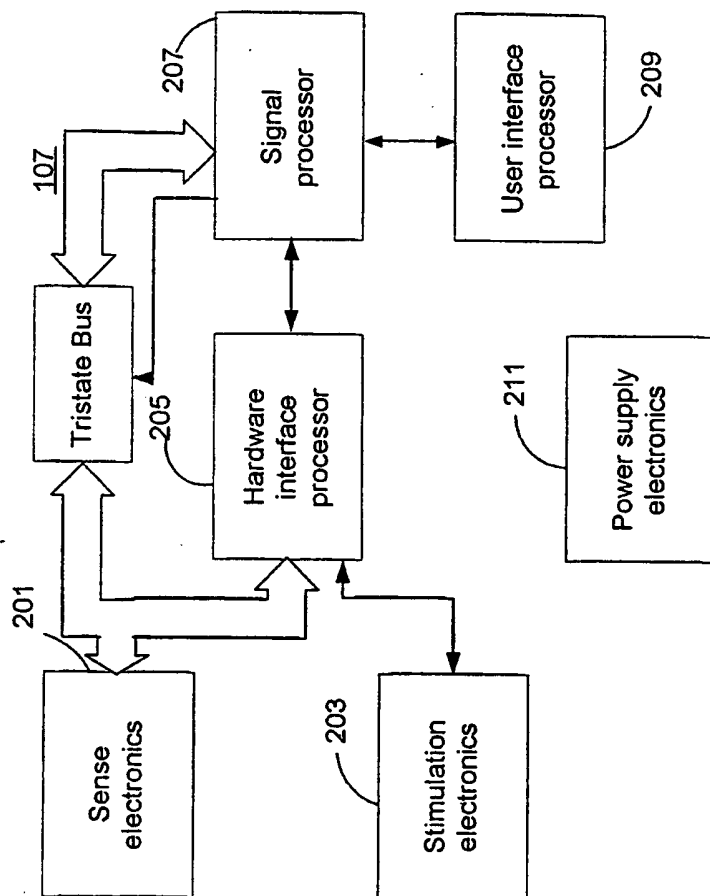 201
107
Sense
electronics
Tristate Bus
205
207
Hardware
interface
processor
Signal
processor
203
Stimulation
electronics
User interface
processor
211
209
Power supply
electronics